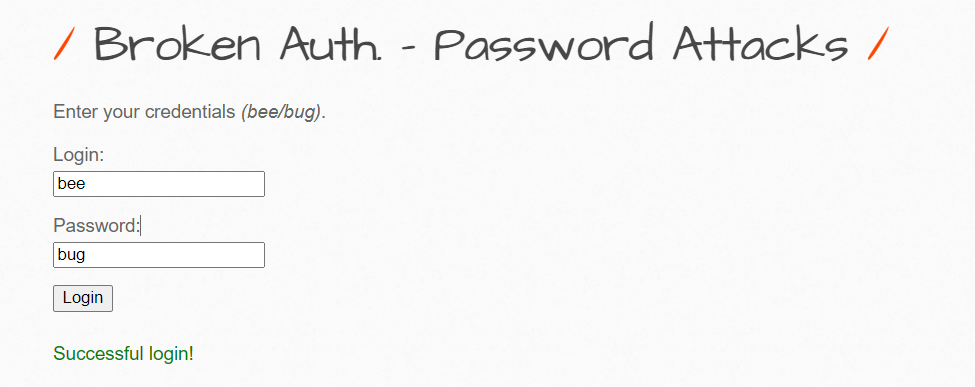 / Broken Auth. - Password Attacks /
Enter your credentials (bee/bug).
Login:
bee
Password:
bug
Login
Successful login!